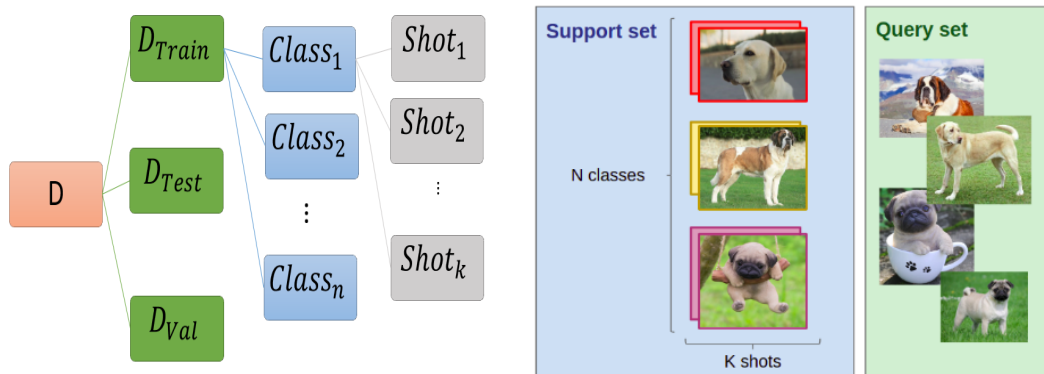 D
D_Train
D_Test
D_Val
Class_1
Class_2
⋮
Class_n
Shot_1
Shot_2
⋮
Shot_k
Support set
N classes
K shots
Query set